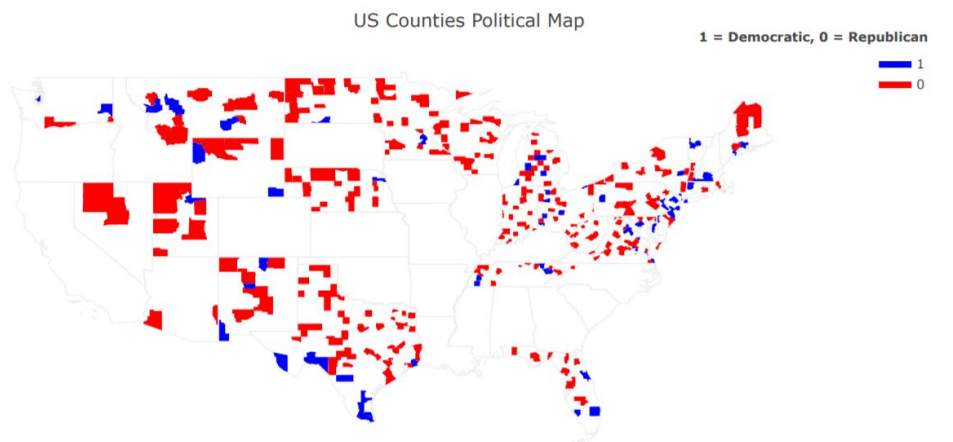 US Counties Political Map
1 = Democratic, 0 = Republican
1
0